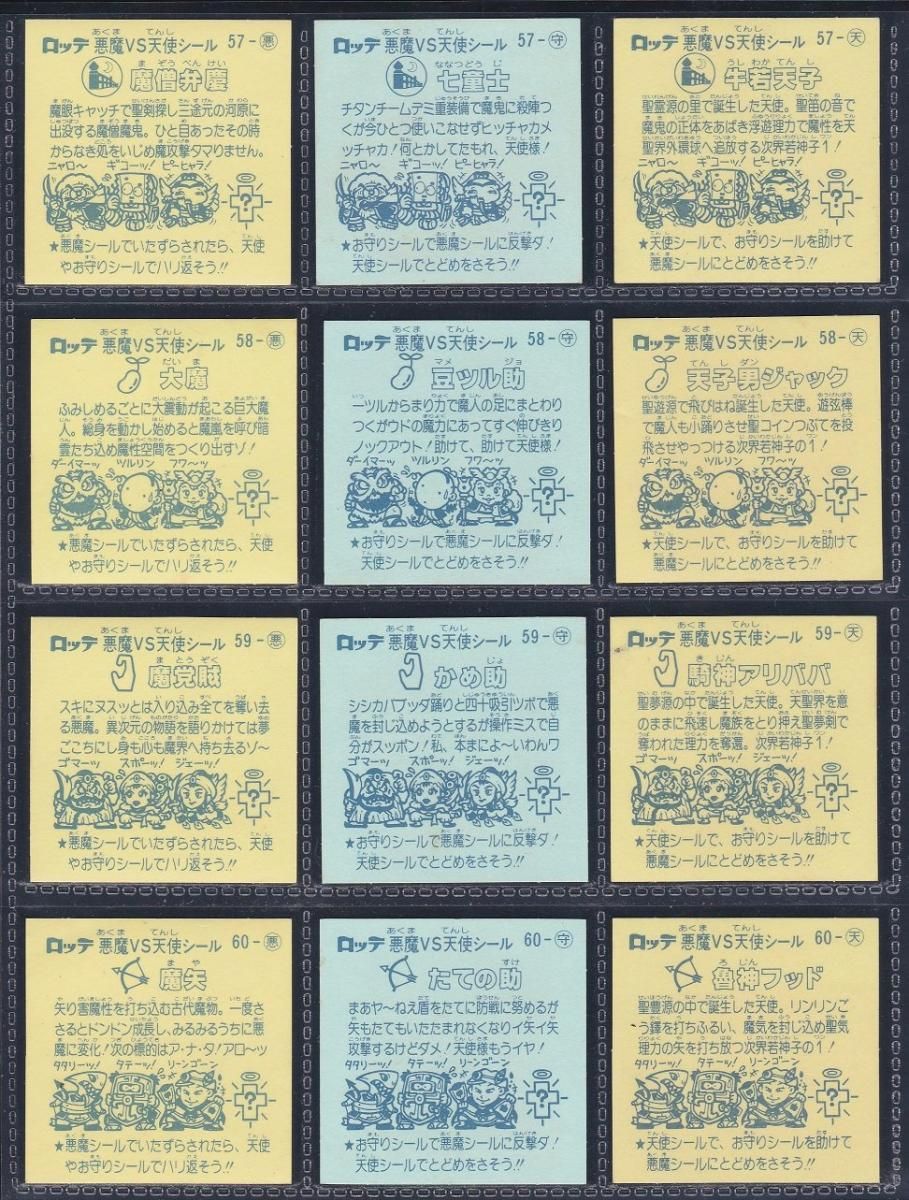 ロッテ 悪魔VS天使シール 57-悪
魔僧弁慶
魔眼キャッチで聖剣探し三途元の河原に
出没する魔僧魔鬼。ひと目あったその時
からなき処をいじめ魔攻撃タマりません。
ニャロ〜 ギコーッ! ピーヒャラ!
?
★悪魔シールでいたずらされたら、天使
やお守りシールでハリ返そう!!
ロッテ 悪魔VS天使シール 57-守
七童士
チタンチームデミ重装備で魔鬼に殺陣つ
くが今ひとつ使いこなせずヒッチャカメ
ッチャカ!何とかしてたもれ、天使様!
ニャロ〜 ギコーッ! ピーヒャラ!
?
★お守りシールで悪魔シールに反撃ダ!
天使シールでとどめをさそう!!
ロッテ 悪魔VS天使シール 57-天
牛若天子
聖霊源の里で誕生した天使。聖笛の音で
魔鬼の正体をあばき浮遊理力で魔性を天
聖界外環球へ追放する次界若神子1!
ニャロ〜 ギコーッ! ピーヒャラ!
?
★天使シールで、お守りシールを助けて
悪魔シールにとどめをさそう!!
ロッテ 悪魔VS天使シール 58-悪
大魔
ふみしめるごとに大震動が起こる巨大魔
人。総身を動かし始めると魔嵐を呼び暗
雲たち込め魔性空間をつくり出すゾ!
ダーイマーッ ツルリン フワ〜ッ
?
★悪魔シールでいたずらされたら、天使
やお守りシールでハリ返そう!!
ロッテ 悪魔VS天使シール 58-守
豆ツル助
一ツルからまり力で魔人の足にまとわり
つくがウドの魔力にあってすぐ伸びきり
ノックアウト!助けて、助けて天使様!
ダーイマーッ ツルリン フワ〜ッ
?
★お守りシールで悪魔シールに反撃ダ!
天使シールでとどめをさそう!!
ロッテ 悪魔VS天使シール 58-天
天子男ジャック
聖遊源で飛びはね誕生した天使。遊弦棒
で魔人も小踊りさせ聖コインつぶてを投
飛させやっつける次界若神子の1!
ダーイマーッ ツルリン フワ〜ッ
?
★天使シールで、お守りシールを助けて
悪魔シールにとどめをさそう!!
ロッテ 悪魔VS天使シール 59-悪
魔党賊
スキにヌスッとは入り込み全てを奪い去
る悪魔。異次元の物語を語りかけては夢
ごこちにし身も心も魔界へ持ち去るゾ〜
ゴマーッ スポーッ! ジェーッ!
?
★悪魔シールでいたずらされたら、天使
やお守りシールでハリ返そう!!
ロッテ 悪魔VS天使シール 59-守
かめ助
シシカバブッダ踊りと四十吸引ツボで悪
魔を封じ込めようとするが操作ミスで自
分がスッポン!私、本まによ〜いわんワ
ゴマーッ スポーッ! ジェーッ!
?
★お守りシールで悪魔シールに反撃ダ!
天使シールでとどめをさそう!!
ロッテ 悪魔VS天使シール 59-天
騎神アリババ
聖夢源の中で誕生した天使。天聖界を意
のままに飛速し魔族をとり押え聖夢剣で
奪われた理力を奪還。次界若神子1!
ゴマーッ スポーッ! ジェーッ!
?
★天使シールで、お守りシールを助けて
悪魔シールにとどめをさそう!!
ロッテ 悪魔VS天使シール 60-悪
魔矢
矢り害魔性を打ち込む古代魔物。一度さ
さるとドンドン成長し、みるみるうちに悪
魔に変化!次の標的はア・ナ・タ!アロ〜ッ
タタリーッ! タテーッ! リーンゴーン
?
★悪魔シールでいたずらされたら、天使
やお守りシールでハリ返そう!!
ロッテ 悪魔VS天使シール 60-守
たての助
まあヤ〜ねえ盾をたてに防戦に努めるが
矢もたてもいたたまれなくなりイ矢イ矢
攻撃するけどダメ!天使様もうイヤ!
タタリーッ! タテーッ! リーンゴーン
?
★お守りシールで悪魔シールに反撃ダ!
天使シールでとどめをさそう!!
ロッテ 悪魔VS天使シール 60-天
魯神フッド
聖豊源の中で誕生した天使。リンリンご
う鐸を打ちふるい、魔気を封じ込め聖気
理力の矢を打ち放つ次界若神子の1!
タタリーッ! タテーッ! リーンゴーン
?
★天使シールで、お守りシールを助けて
悪魔シールにとどめをさそう!!